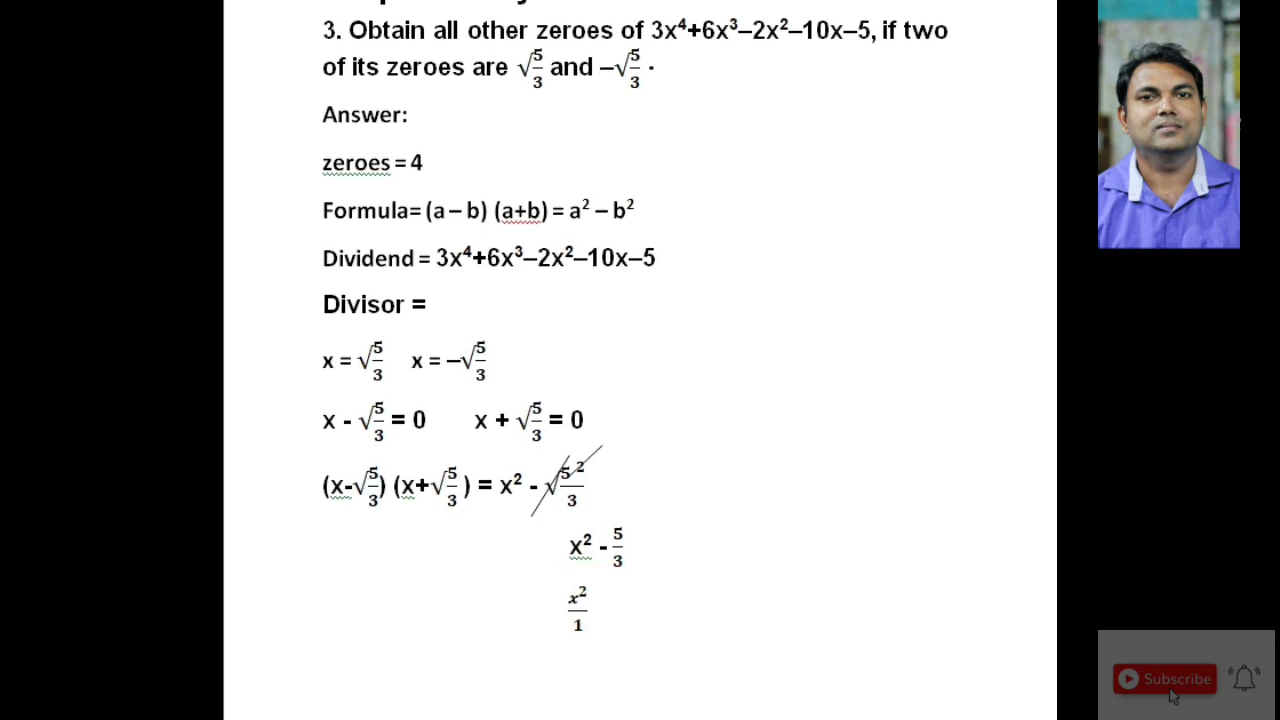 3. Obtain all other zeroes of 3x⁴+6x³–2x²–10x–5, if two
of its zeroes are √5/3 and –√5/3 .
Answer:
zeroes = 4
Formula= (a – b) (a+b) = a² – b²
Dividend = 3x⁴+6x³–2x²–10x–5
Divisor =
x = √5/3 x = –√5/3
x - √5/3 = 0 x + √5/3 = 0
(x-√5/3) (x+√5/3 ) = x² - √5²/3
x² - 5/3
x²/1
Subscribe